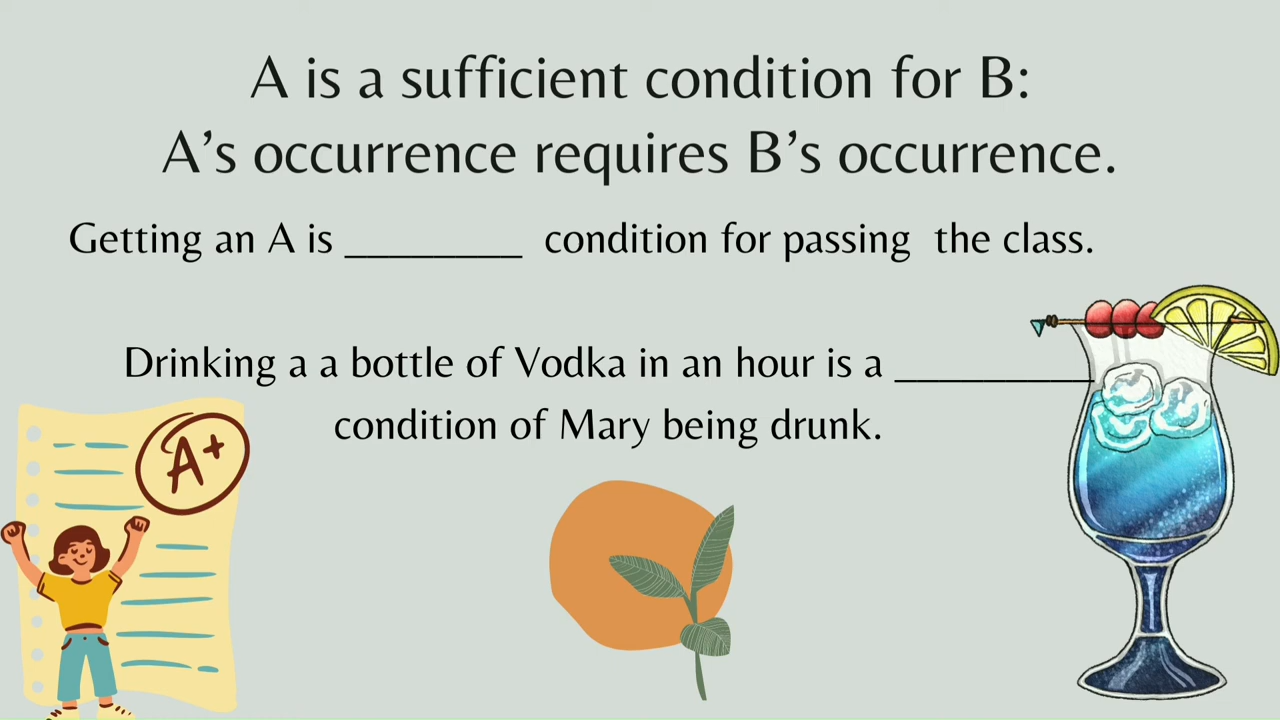 A is a sufficient condition for B:
A’s occurrence requires B’s occurrence.
Getting an A is ________ condition for passing the class.
Drinking a a bottle of Vodka in an hour is a _________
condition of Mary being drunk.
A+